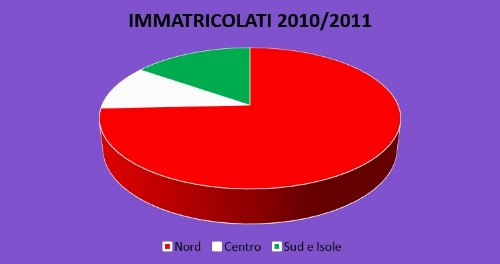 IMMATRICOLATI 2010/2011
Nord Centro Sud e Isole